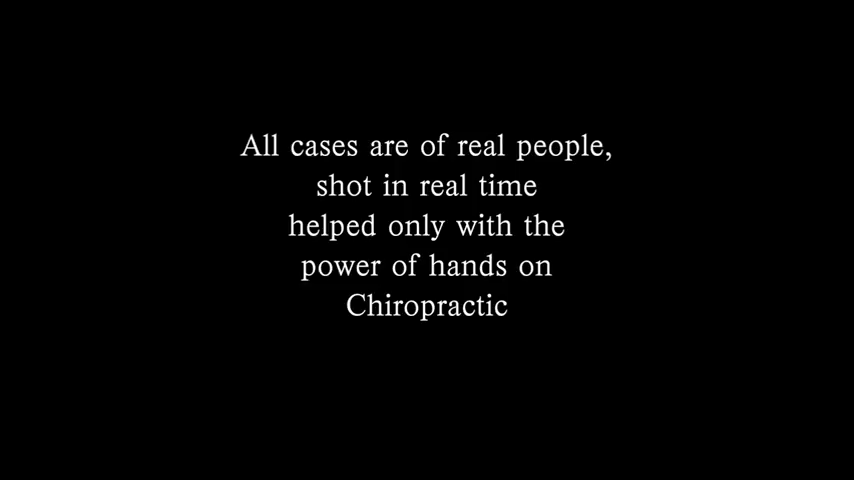 All cases are of real people,
shot in real time
helped only with the
power of hands on
Chiropractic